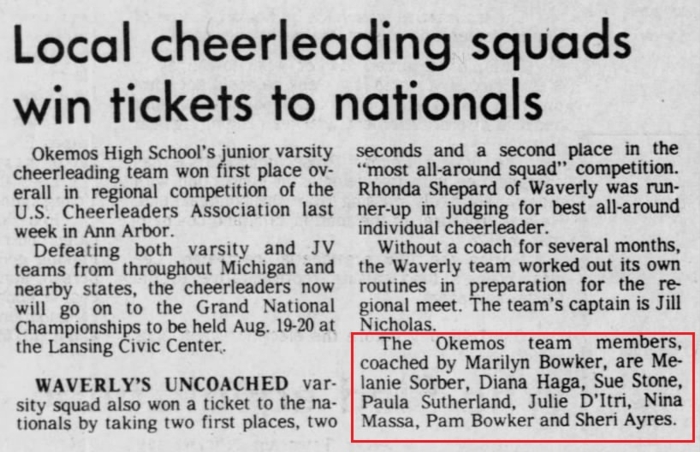 Local cheerleading squads
win tickets to nationals
Okemos High School's junior varsity
cheerleading team won first place ov-
erall in regional competition of the
U.S. Cheerleaders Association last
week in Ann Arbor.
Defeating both varsity and JV
teams from throughout Michigan and
nearby states, the cheerleaders now
will go on to the Grand National
Championships to be held Aug. 19-20 at
the Lansing Civic Center.
WAVERLY'S UNCOACHED var-
sity squad also won a ticket to the na-
tionals by taking two first places, two
seconds and a second place in the
"most all-around squad" competition.
Rhonda Shepard of Waverly was run-
ner-up in judging for best all-around
individual cheerleader.
Without a coach for several months,
the Waverly team worked out its own
routines in preparation for the re-
gional meet. The team's captain is Jill
Nicholas.
The Okemos team members,
coached by Marilyn Bowker, are Me-
lanie Sorber, Diana Haga, Sue Stone,
Paula Sutherland, Julie D'Itri, Nina
Massa, Pam Bowker and Sheri Ayres.